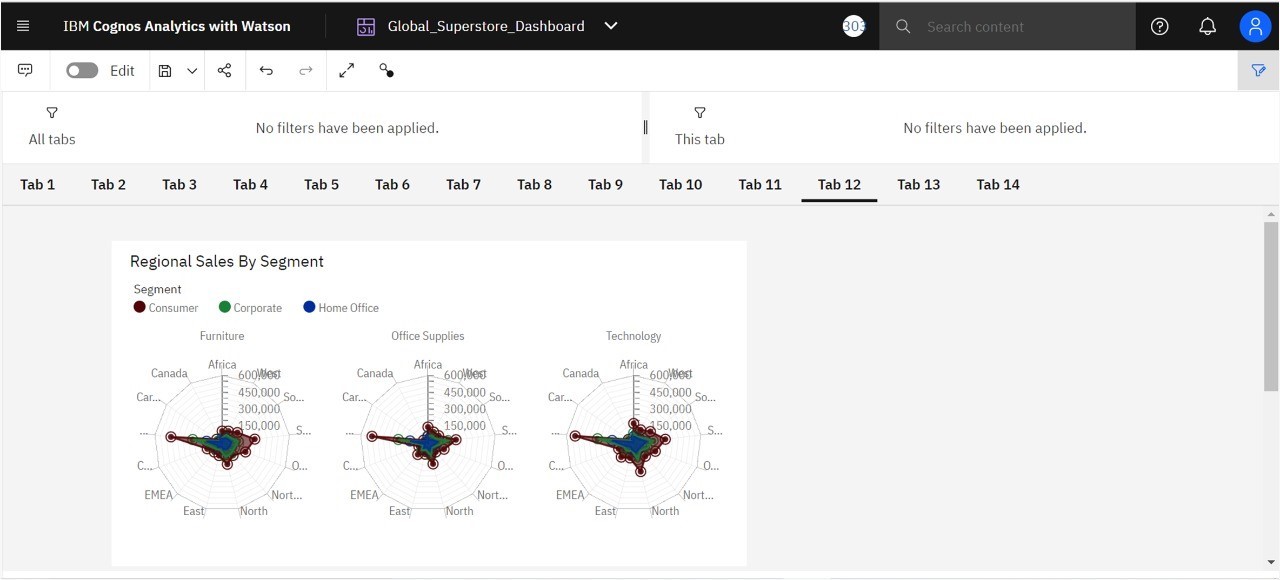 IBM Cognos Analytics with Watson
Global_Superstore_Dashboard
303
Search content
Edit
All tabs
No filters have been applied.
This tab
No filters have been applied.
Tab 1 Tab 2 Tab 3 Tab 4 Tab 5 Tab 6 Tab 7 Tab 8 Tab 9 Tab 10 Tab 11 Tab 12 Tab 13 Tab 14
Regional Sales By Segment
Segment
Consumer Corporate Home Office
Furniture
Africa
Canada 600,000 West
Car... 450,000 So...
300,000
... 150,000 S...
C... O...
EMEA Nort...
East North
Office Supplies
Africa
Canada 600,000 West
Car... 450,000 So...
300,000
... 150,000 S...
C... O...
EMEA Nort...
East North
Technology
Africa
Canada 600,000 West
Car... 450,000 So...
300,000
... 150,000 S...
C... O...
EMEA Nort...
East North